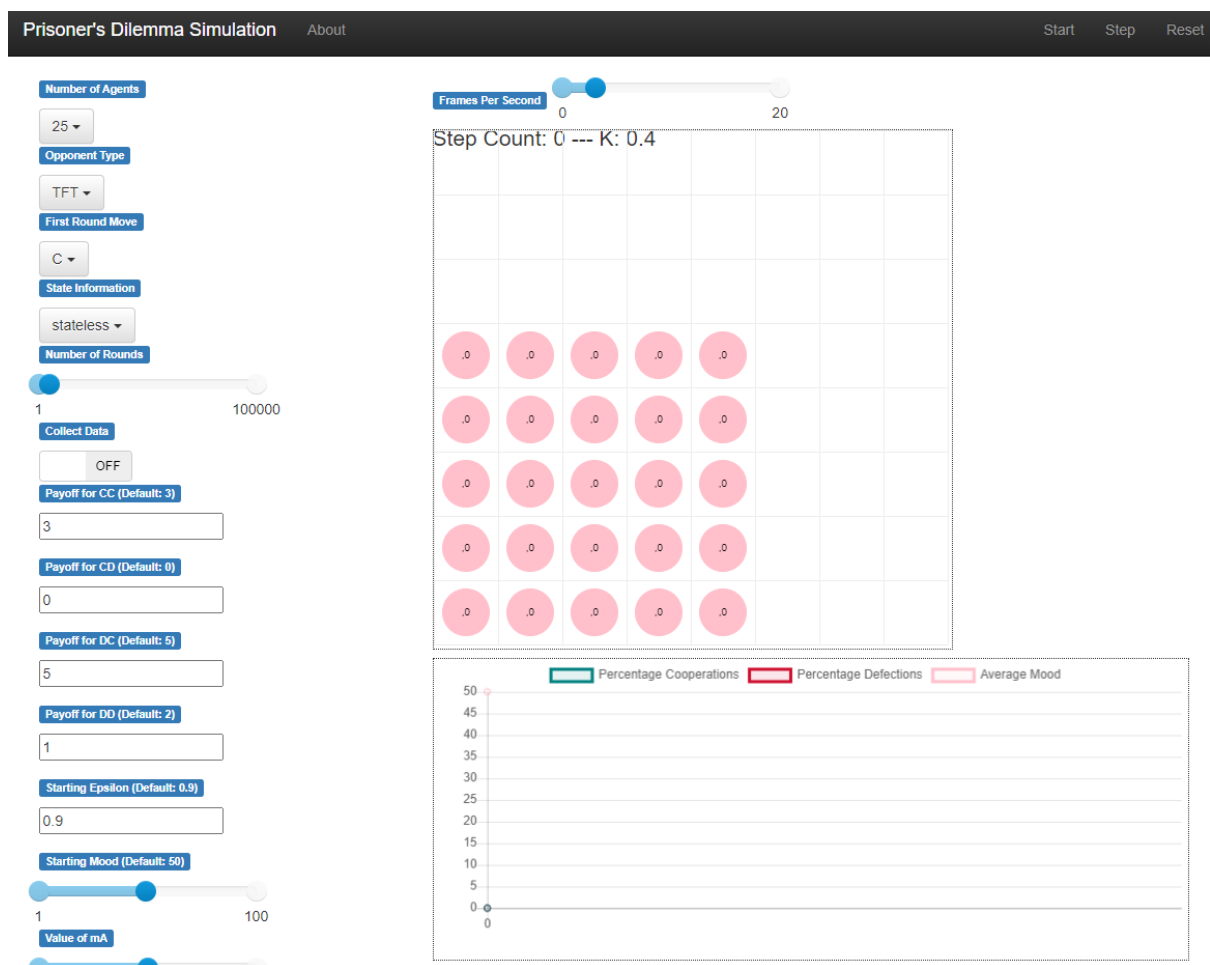 Prisoner's Dilemma Simulation About Start Step Reset
Number of Agents
25
Opponent Type
TFT
First Round Move
C
State Information
stateless
Number of Rounds
1 100000
Collect Data
OFF
Payoff for CC (Default: 3)
3
Payoff for CD (Default: 0)
0
Payoff for DC (Default: 5)
5
Payoff for DD (Default: 2)
1
Starting Epsilon (Default: 0.9)
0.9
Starting Mood (Default: 50)
1 100
Value of mA
Frames Per Second
0 20
Step Count: 0 --- K: 0.4
,0 ,0 ,0 ,0 ,0
,0 ,0 ,0 ,0 ,0
,0 ,0 ,0 ,0 ,0
,0 ,0 ,0 ,0 ,0
,0 ,0 ,0 ,0 ,0
Percentage Cooperations Percentage Defections Average Mood
50
45
40
35
30
25
20
15
10
5
0
0